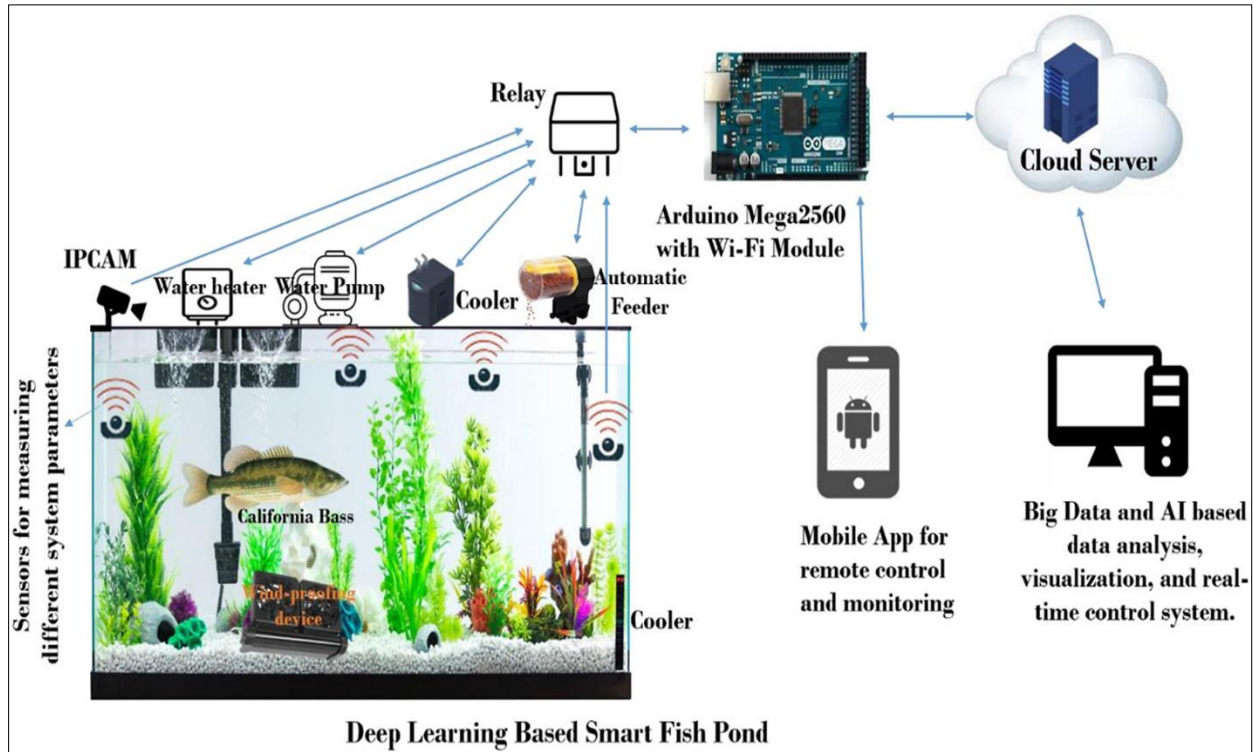 Relay
Cloud Server
Arduino Mega2560
with Wi-Fi Module
IPCAM
Water heater
Water Pump
Cooler
Automatic
Feeder
Sensors for measuring
different system parameters
California Bass
Wind-proofing
device
Cooler
Mobile App for
remote control
and monitoring
Big Data and AI based
data analysis,
visualization, and real-
time control system.
Deep Learning Based Smart Fish Pond
ARDUINO
MEGA